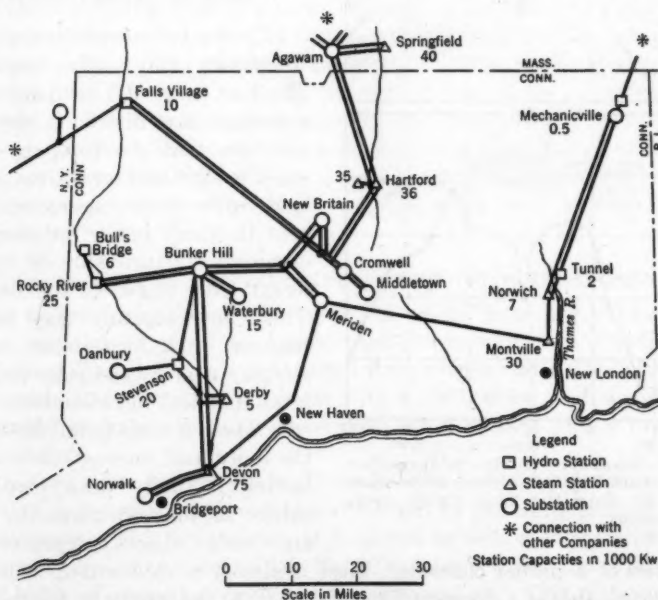 Springfield
40
Agawam
MASS.
CONN.
Falls Village
10
Mechanicville
0.5
CONN.
R.
N. Y.
CONN
35
Hartford
36
New Britain
Bull's
Bridge
6
Bunker Hill
Cromwell
Middletown
Rocky River
25
Waterbury
15
Meriden
Tunnel
2
Norwich
7
Thames R.
Danbury
Stevenson
20
Montville
30
New London
Derby
5
New Haven
Devon
75
Norwalk
Bridgeport
Legend
Hydro Station
Steam Station
Substation
Connection with
other Companies
Station Capacities in 1000 Kw
0 10 20 30
Scale in Miles